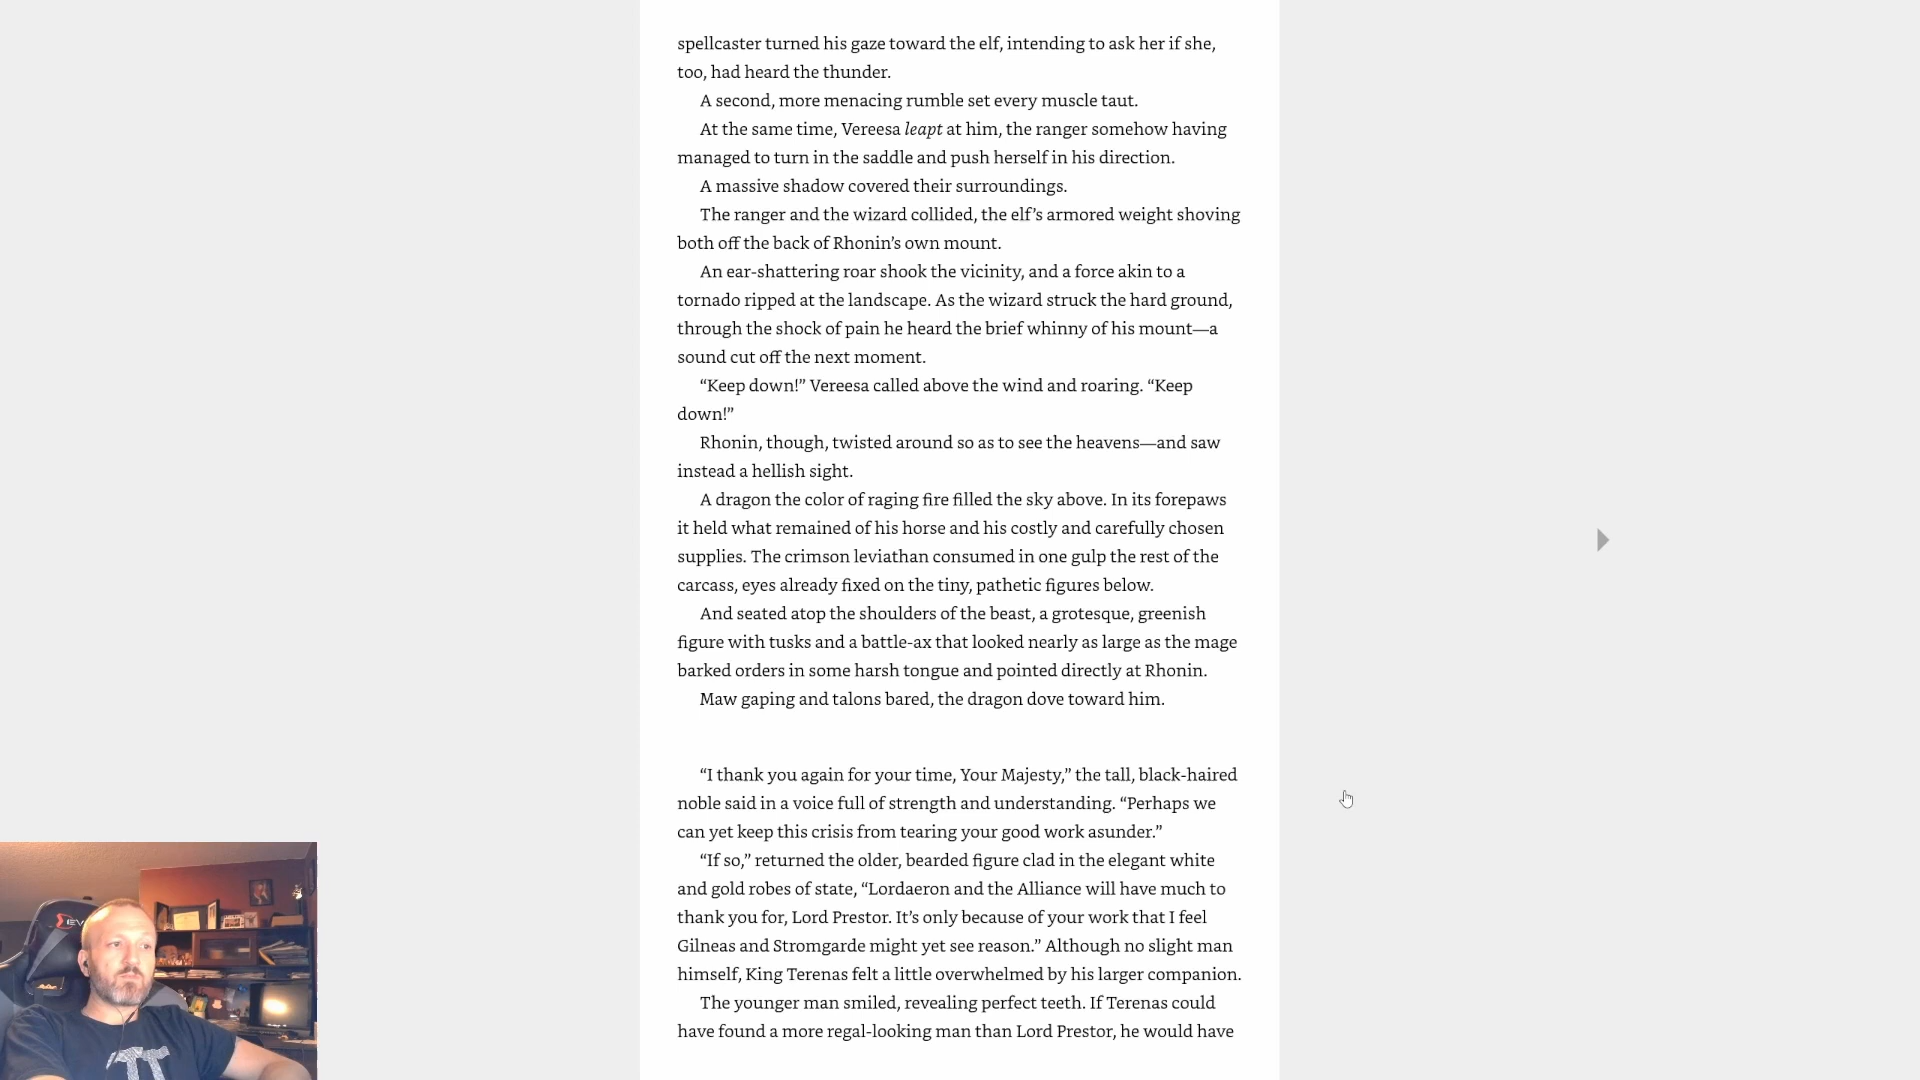 spellcaster turned his gaze toward the elf, intending to ask her if she,
too, had heard the thunder.
A second, more menacing rumble set every muscle taut.
At the same time, Vereesa leapt at him, the ranger somehow having
managed to turn in the saddle and push herself in his direction.
A massive shadow covered their surroundings.
The ranger and the wizard collided, the elf’s armored weight shoving
both off the back of Rhonin’s own mount.
An ear-shattering roar shook the vicinity, and a force akin to a
tornado ripped at the landscape. As the wizard struck the hard ground,
through the shock of pain he heard the brief whinny of his mount—a
sound cut off the next moment.
“Keep down!” Vereesa called above the wind and roaring. “Keep
down!”
Rhonin, though, twisted around so as to see the heavens—and saw
instead a hellish sight.
A dragon the color of raging fire filled the sky above. In its forepaws
it held what remained of his horse and his costly and carefully chosen
supplies. The crimson leviathan consumed in one gulp the rest of the
carcass, eyes already fixed on the tiny, pathetic figures below.
And seated atop the shoulders of the beast, a grotesque, greenish
figure with tusks and a battle-ax that looked nearly as large as the mage
barked orders in some harsh tongue and pointed directly at Rhonin.
Maw gaping and talons bared, the dragon dove toward him.
“I thank you again for your time, Your Majesty,” the tall, black-haired
noble said in a voice full of strength and understanding. “Perhaps we
can yet keep this crisis from tearing your good work asunder.”
“If so,” returned the older, bearded figure clad in the elegant white
and gold robes of state, “Lordaeron and the Alliance will have much to
thank you for, Lord Prestor. It’s only because of your work that I feel
Gilneas and Stromgarde might yet see reason.” Although no slight man
himself, King Terenas felt a little overwhelmed by his larger companion.
The younger man smiled, revealing perfect teeth. If Terenas could
have found a more regal-looking man than Lord Prestor, he would have